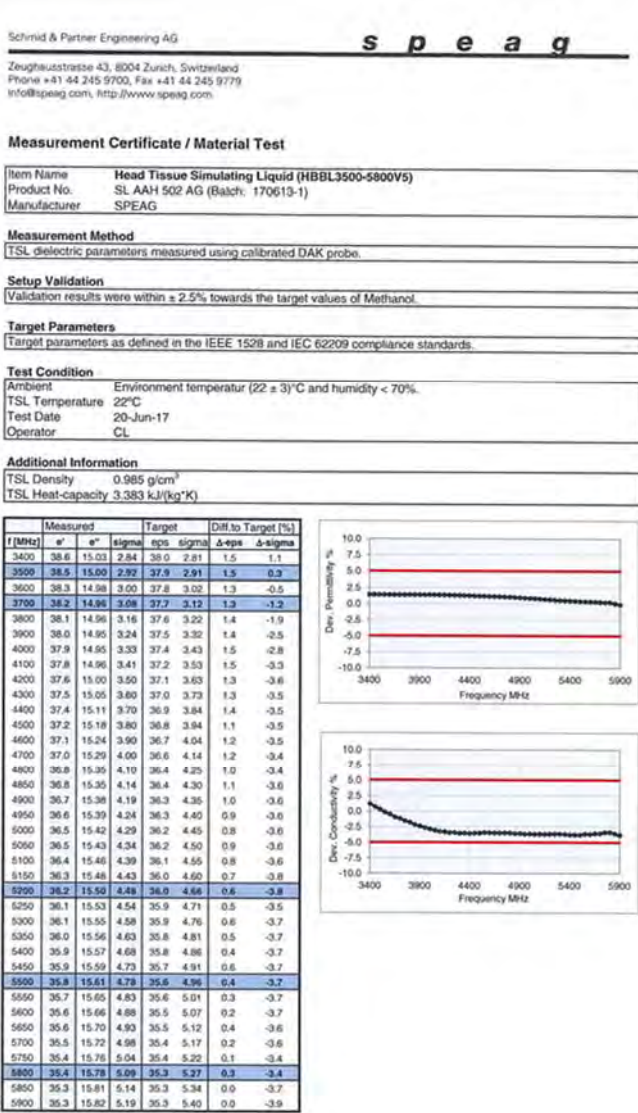 Schmid & Partner Engineering AG
s p e a g
Zeughausstrasse 43, 8004 Zurich, Switzerland
Phone +41 44 245 9700, Fax +41 44 245 9779
info@speag.com, http://www.speag.com
Measurement Certificate / Material Test
Item Name Head Tissue Simulating Liquid (HBBL3500-5800V5)
Product No. SL AAH 502 AG (Batch: 170613-1)
Manufacturer SPEAG
Measurement Method
TSL dielectric parameters measured using calibrated DAK probe.
Setup Validation
Validation results were within ± 2.5% towards the target values of Methanol.
Target Parameters
Target parameters as defined in the IEEE 1528 and IEC 62209 compliance standards.
Test Condition
Ambient Environment temperatur (22 ± 3)°C and humidity < 70%.
TSL Temperature 22°C
Test Date 20-Jun-17
Operator CL
Additional Information
TSL Density 0.985 g/cm³
TSL Heat-capacity 3.383 kJ/(kg*K)
Measured Target Diff.to Target [%]
f [MHz] e' e" sigma eps sigma Δ-eps Δ-sigma
3400 38.6 15.03 2.84 38.0 2.81 1.5 1.1
3500 38.5 15.00 2.92 37.9 2.91 1.5 0.3
3600 38.3 14.98 3.00 37.8 3.02 1.3 -0.5
3700 38.2 14.96 3.08 37.7 3.12 1.3 -1.2
3800 38.1 14.96 3.16 37.6 3.22 1.4 -1.9
3900 38.0 14.95 3.24 37.5 3.32 1.4 -2.5
4000 37.9 14.95 3.33 37.4 3.43 1.5 -2.8
4100 37.8 14.96 3.41 37.2 3.53 1.5 -3.3
4200 37.6 15.00 3.50 37.1 3.63 1.3 -3.6
4300 37.5 15.05 3.60 37.0 3.73 1.3 -3.5
4400 37.4 15.11 3.70 36.9 3.84 1.4 -3.5
4500 37.2 15.18 3.80 36.8 3.94 1.1 -3.5
4600 37.1 15.24 3.90 36.7 4.04 1.2 -3.5
4700 37.0 15.29 4.00 36.6 4.14 1.2 -3.4
4800 36.8 15.35 4.10 36.4 4.25 1.0 -3.4
4850 36.8 15.35 4.14 36.4 4.30 1.1 -3.6
4900 36.7 15.38 4.19 36.3 4.35 1.0 -3.6
4950 36.6 15.39 4.24 36.3 4.40 0.9 -3.6
5000 36.5 15.42 4.29 36.2 4.45 0.8 -3.6
5050 36.5 15.43 4.34 36.2 4.50 0.9 -3.6
5100 36.4 15.46 4.39 36.1 4.55 0.8 -3.6
5150 36.3 15.48 4.43 36.0 4.60 0.7 -3.8
5200 36.2 15.50 4.48 36.0 4.66 0.6 -3.8
5250 36.1 15.53 4.54 35.9 4.71 0.5 -3.5
5300 36.1 15.55 4.58 35.9 4.76 0.6 -3.7
5350 36.0 15.56 4.63 35.8 4.81 0.5 -3.7
5400 35.9 15.57 4.68 35.8 4.86 0.4 -3.7
5450 35.9 15.59 4.73 35.7 4.91 0.6 -3.7
5500 35.8 15.61 4.78 35.6 4.96 0.4 -3.7
5550 35.7 15.65 4.83 35.6 5.01 0.3 -3.7
5600 35.6 15.66 4.88 35.5 5.07 0.2 -3.7
5650 35.6 15.70 4.93 35.5 5.12 0.4 -3.6
5700 35.5 15.72 4.98 35.4 5.17 0.2 -3.6
5750 35.4 15.76 5.04 35.4 5.22 0.1 -3.4
5800 35.4 15.78 5.09 35.3 5.27 0.3 -3.4
5850 35.3 15.81 5.14 35.3 5.34 0.0 -3.7
5900 35.3 15.82 5.19 35.3 5.40 0.0 -3.9
Dev. Permittivity %
10.0
7.5
5.0
2.5
0.0
-2.5
-5.0
-7.5
-10.0
3400 3900 4400 4900 5400 5900
Frequency MHz
Dev. Conductivity %
10.0
7.5
5.0
2.5
0.0
-2.5
-5.0
-7.5
-10.0
3400 3900 4400 4900 5400 5900
Frequency MHz